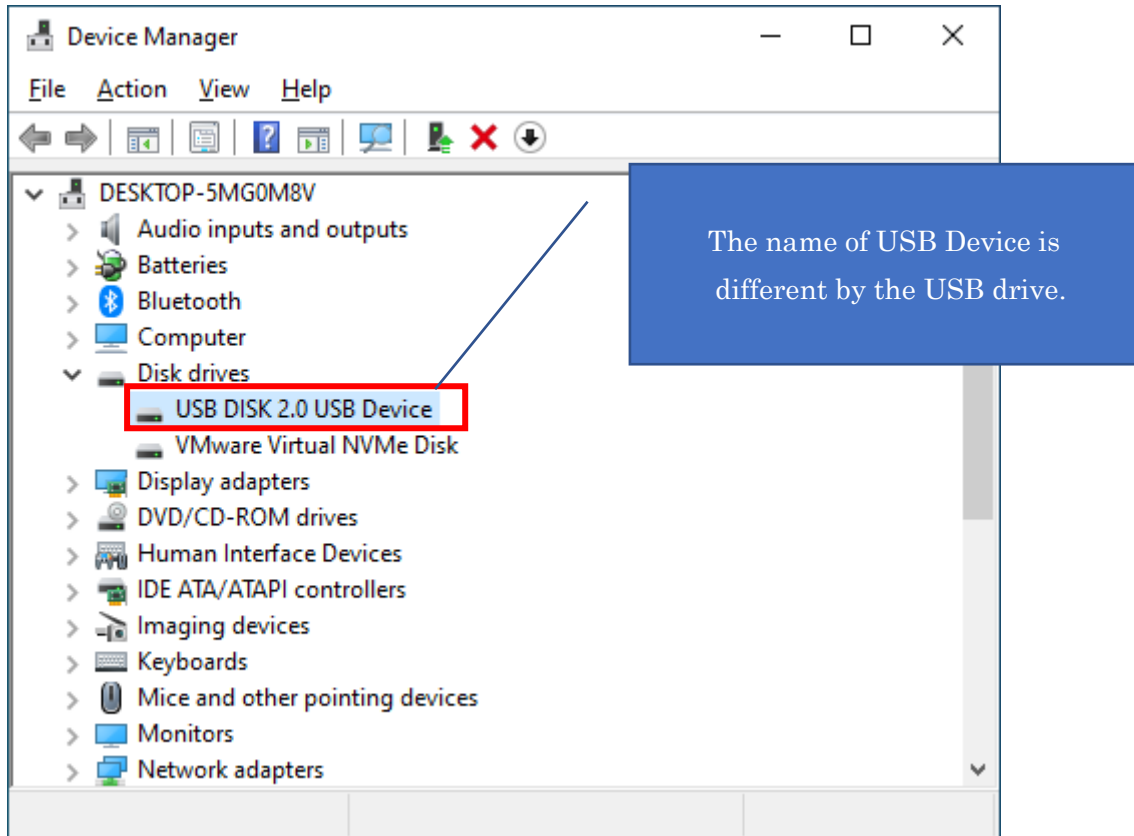 Device Manager
File Action View Help
DESKTOP-5MG0M8V
Audio inputs and outputs
The name of USB Device is
different by the USB drive.
Batteries
Bluetooth
Computer
Disk drives
USB DISK 2.0 USB Device
VMware Virtual NVMe Disk
Display adapters
DVD/CD-ROM drives
Human Interface Devices
IDE ATA/ATAPI controllers
Imaging devices
Keyboards
Mice and other pointing devices
Monitors
Network adapters